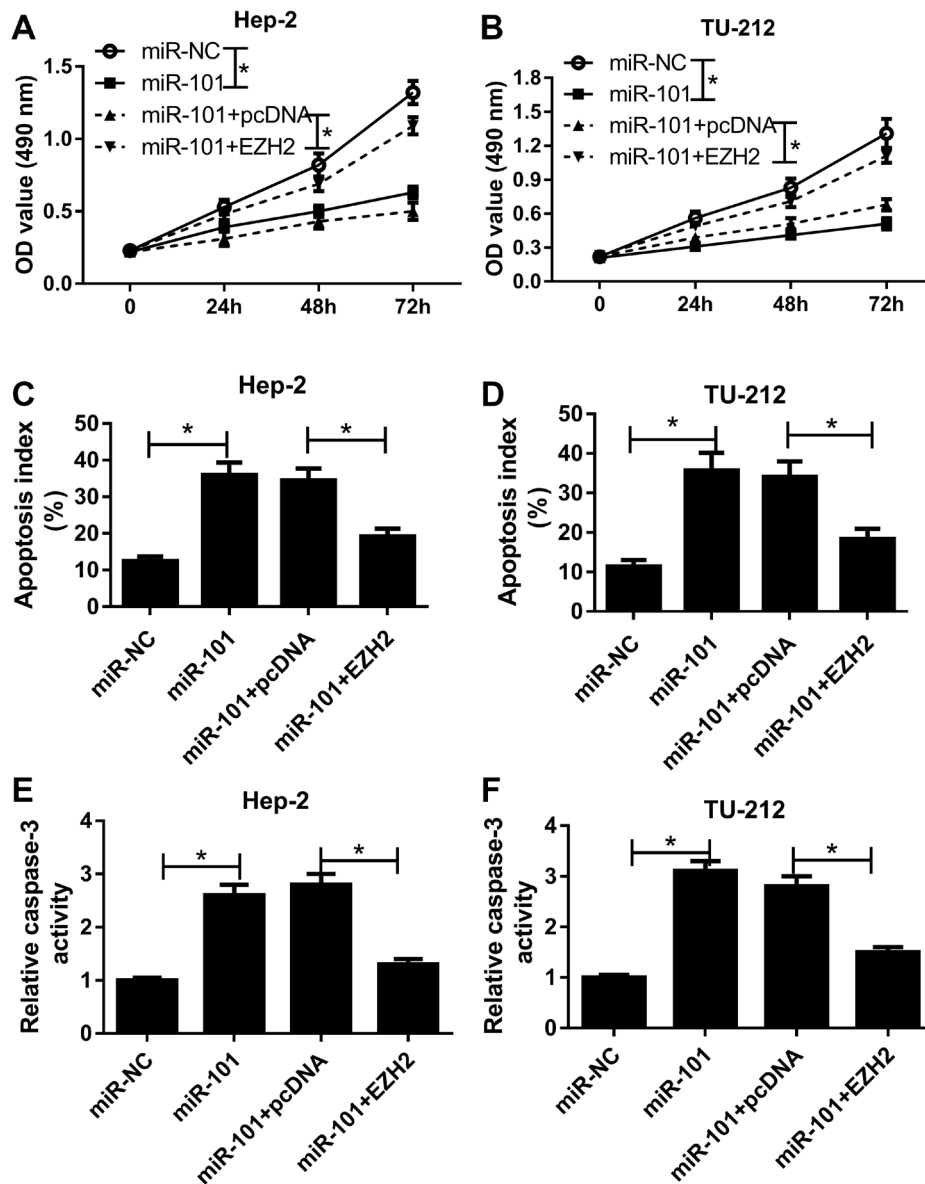 A
Hep-2
miR-NC
*
miR-101
miR-101+pcDNA
*
miR-101+EZH2
OD value (490 nm)
1.5
1.0
0.5
0.0
0
24h
48h
72h
B
TU-212
miR-NC
*
miR-101
miR-101+pcDNA
*
miR-101+EZH2
OD value (490 nm)
1.8
1.5
1.2
0.9
0.6
0.3
0.0
0
24h
48h
72h
C
Hep-2
Apoptosis index
(%)
50
40
30
20
10
0
*
*
miR-NC
miR-101
miR-101+pcDNA
miR-101+EZH2
D
TU-212
Apoptosis index
(%)
50
40
30
20
10
0
*
*
miR-NC
miR-101
miR-101+pcDNA
miR-101+EZH2
E
Hep-2
Relative caspase-3
activity
4
3
2
1
0
*
*
miR-NC
miR-101
miR-101+pcDNA
miR-101+EZH2
F
TU-212
Relative caspase-3
activity
4
3
2
1
0
*
*
miR-NC
miR-101
miR-101+pcDNA
miR-101+EZH2